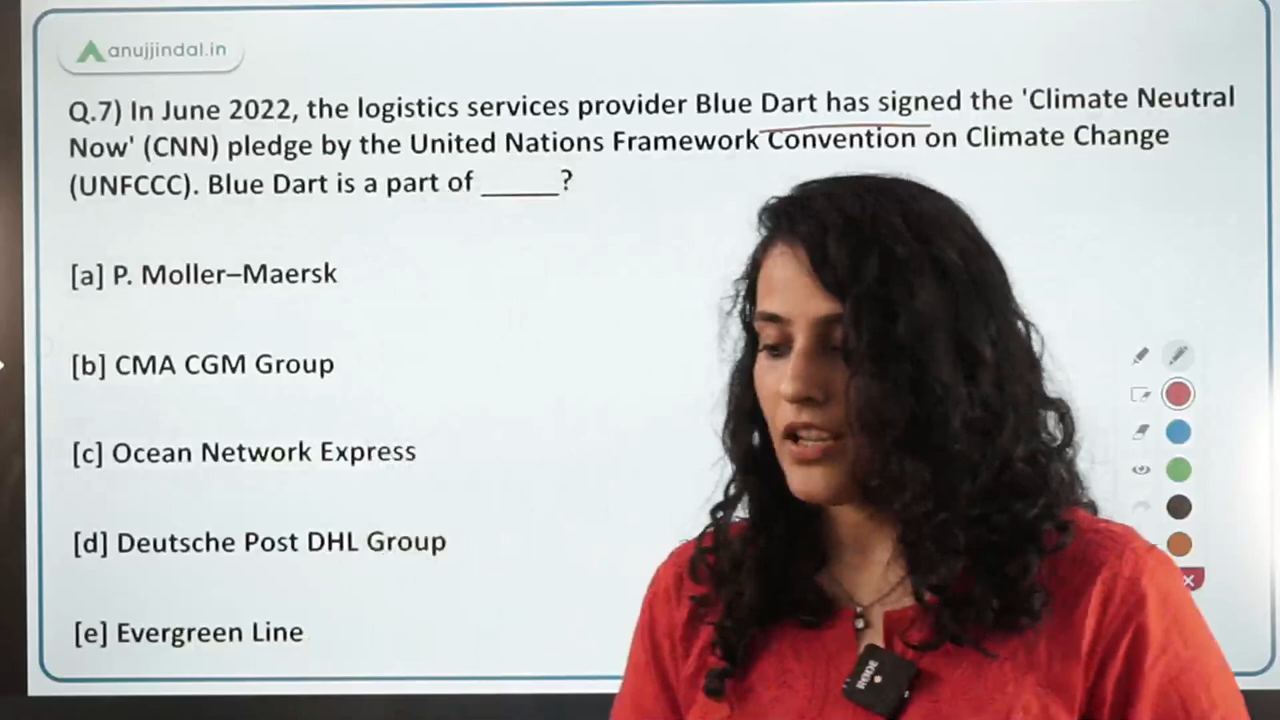 anujjindal.in
Q.7) In June 2022, the logistics services provider Blue Dart has signed the 'Climate Neutral
Now' (CNN) pledge by the United Nations Framework Convention on Climate Change
(UNFCCC). Blue Dart is a part of ______?
[a] P. Moller–Maersk
[b] CMA CGM Group
[c] Ocean Network Express
[d] Deutsche Post DHL Group
[e] Evergreen Line
RODE